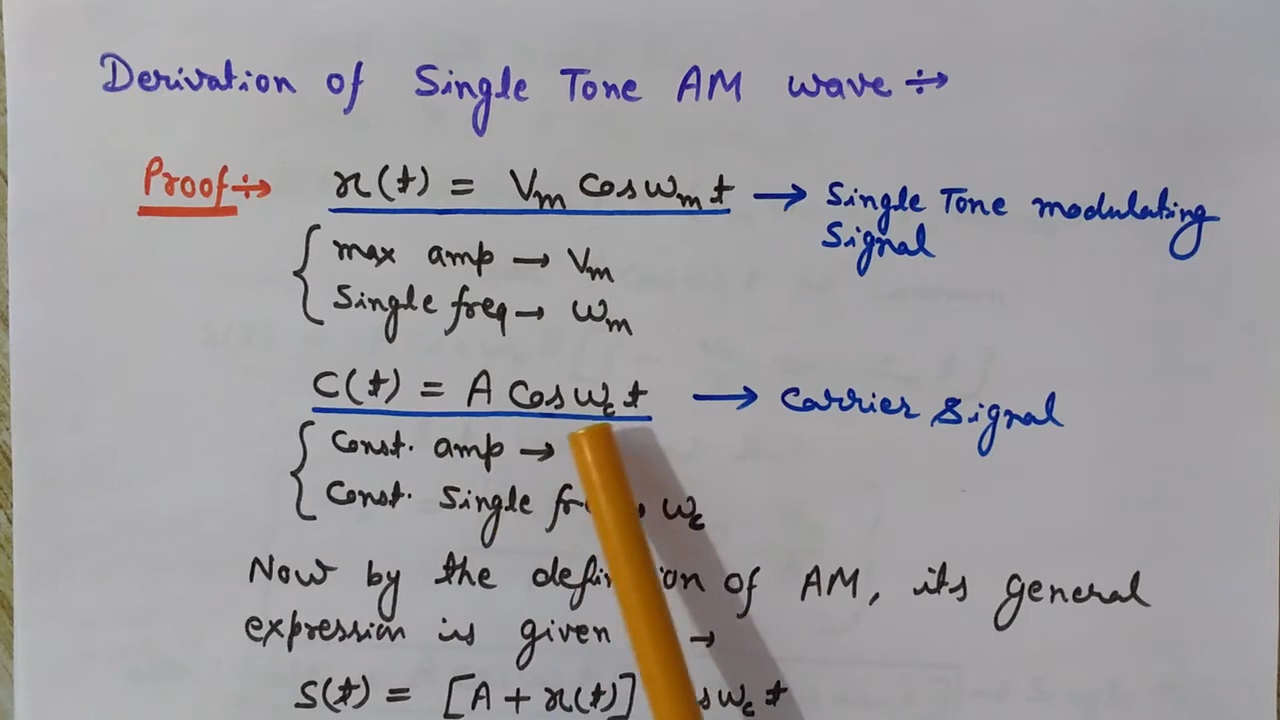 Derivation of Single Tone AM wave ÷→
Proof ÷→ x(t) = Vm Cos ωm t → Single Tone modulating
Signal
max amp → Vm
Single freq → ωm
C(t) = A Cos ωc t → Carrier Signal
Const. amp →
Const. Single ωc
Now by the of AM, its general
expression is given →
S(t) = [A + x(t)] ωc t